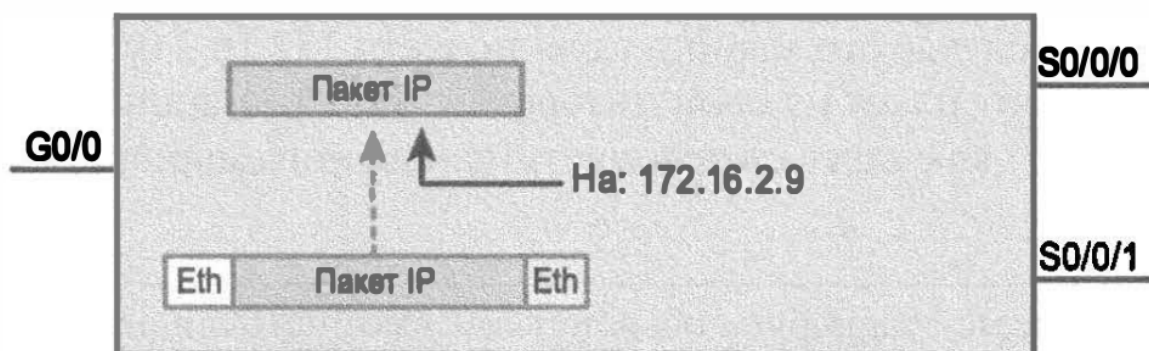 Пакет IP
S0/0/0
G0/0
На: 172.16.2.9
Eth Пакет IP Eth
S0/0/1